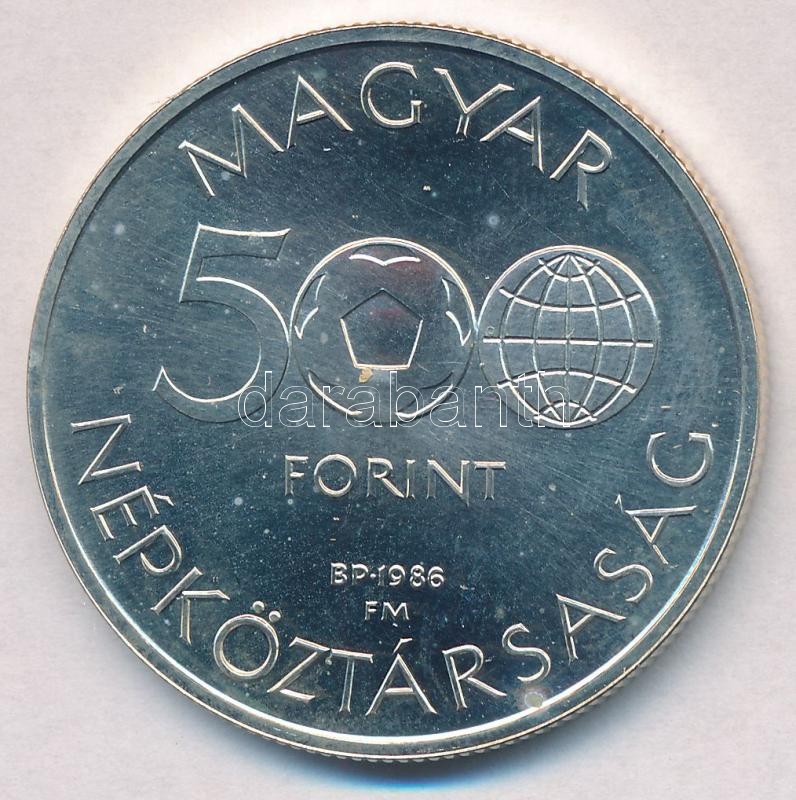 MAGYAR
500
FORINT
BP·1986
FM
NÉPKÖZTÁRSASÁG
darabanth